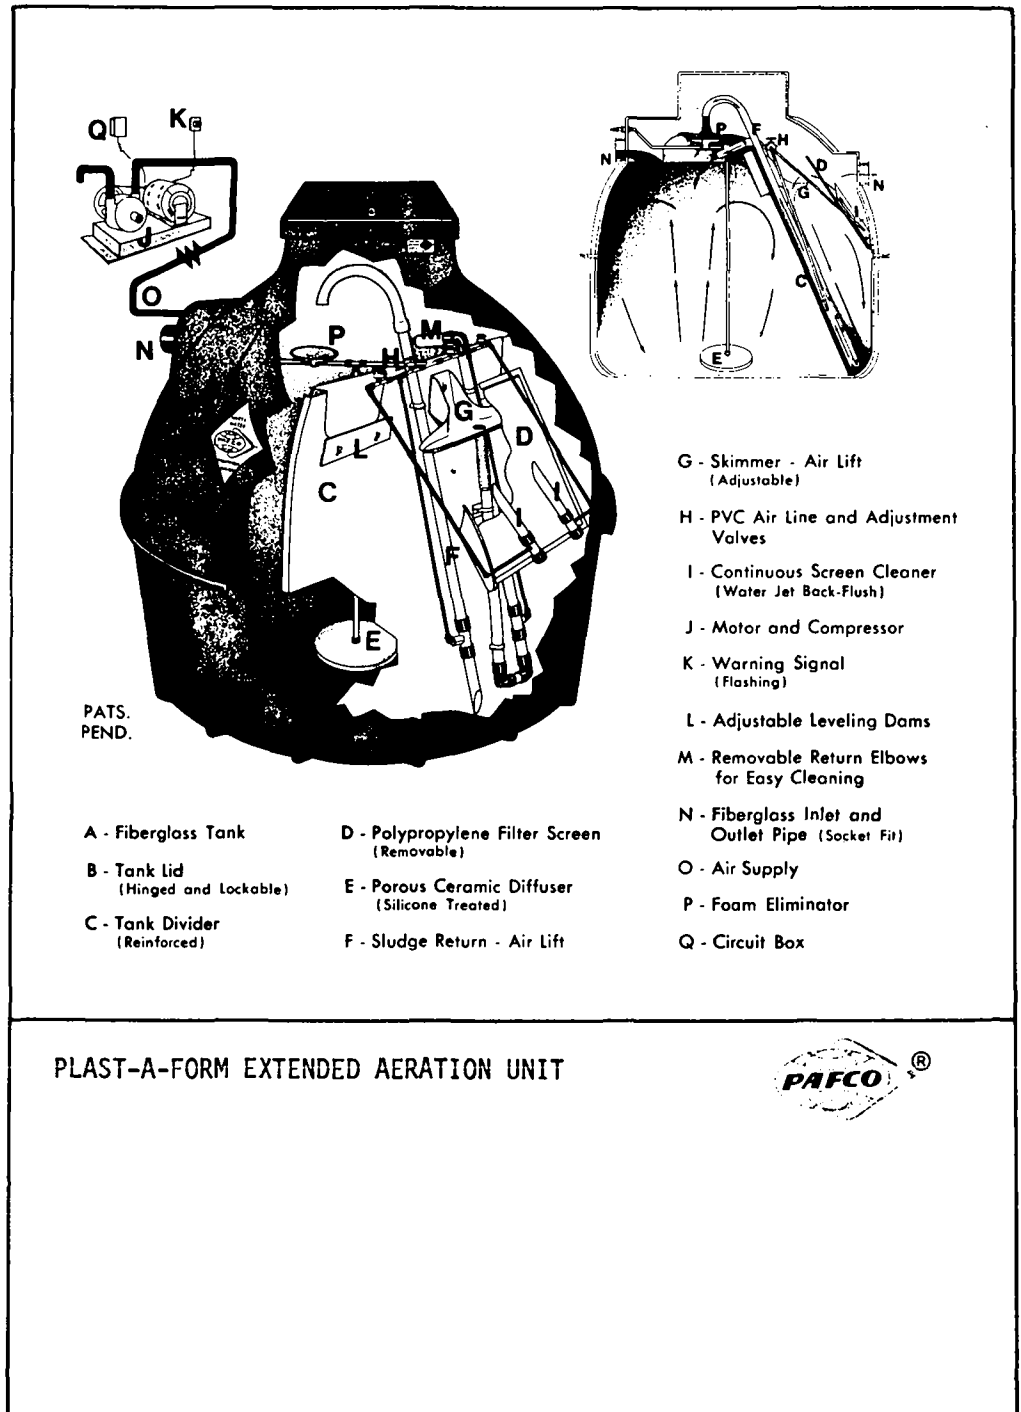 Q
K
J
O
N
P
M
H
G
D
L
C
I
I
F
E
P
F
H
N
D
N
G
I
C
E
PATS.
PEND.
A - Fiberglass Tank
B - Tank Lid
(Hinged and Lockable)
C - Tank Divider
(Reinforced)
D - Polypropylene Filter Screen
(Removable)
E - Porous Ceramic Diffuser
(Silicone Treated)
F - Sludge Return - Air Lift
G - Skimmer - Air Lift
(Adjustable)
H - PVC Air Line and Adjustment
Valves
I - Continuous Screen Cleaner
(Water Jet Back-Flush)
J - Motor and Compressor
K - Warning Signal
(Flashing)
L - Adjustable Leveling Dams
M - Removable Return Elbows
for Easy Cleaning
N - Fiberglass Inlet and
Outlet Pipe (Socket Fit)
O - Air Supply
P - Foam Eliminator
Q - Circuit Box
PLAST-A-FORM EXTENDED AERATION UNIT
PAFCO ®